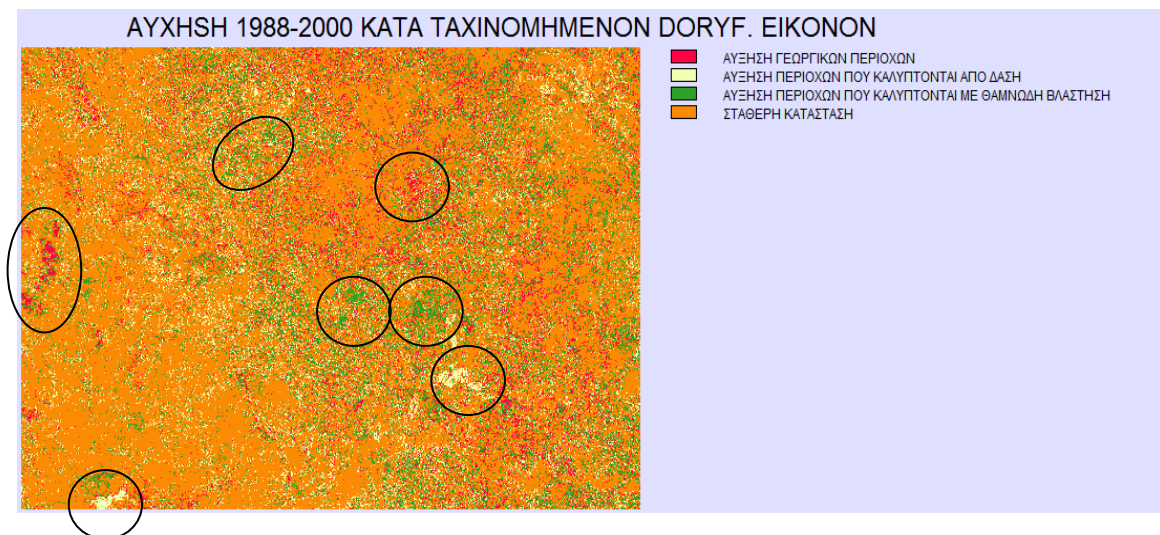 ΑΥΧΗSΗ 1988-2000 ΚΑΤΑ ΤΑΧΙΝΟΜΗΜΕΝΟΝ DORYF. ΕΙΚΟΝΟΝ
ΑΥΞΗΣΗ ΓΕΩΡΓΙΚΩΝ ΠΕΡΙΟΧΩΝ
ΑΥΞΗΣΗ ΠΕΡΙΟΧΩΝ ΠΟΥ ΚΑΛΥΠΤΟΝΤΑΙ ΑΠΟ ΔΑΣΗ
ΑΥΞΗΣΗ ΠΕΡΙΟΧΩΝ ΠΟΥ ΚΑΛΥΠΤΟΝΤΑΙ ΜΕ ΘΑΜΝΩΔΗ ΒΛΑΣΤΗΣΗ
ΣΤΑΘΕΡΗ ΚΑΤΑΣΤΑΣΗ